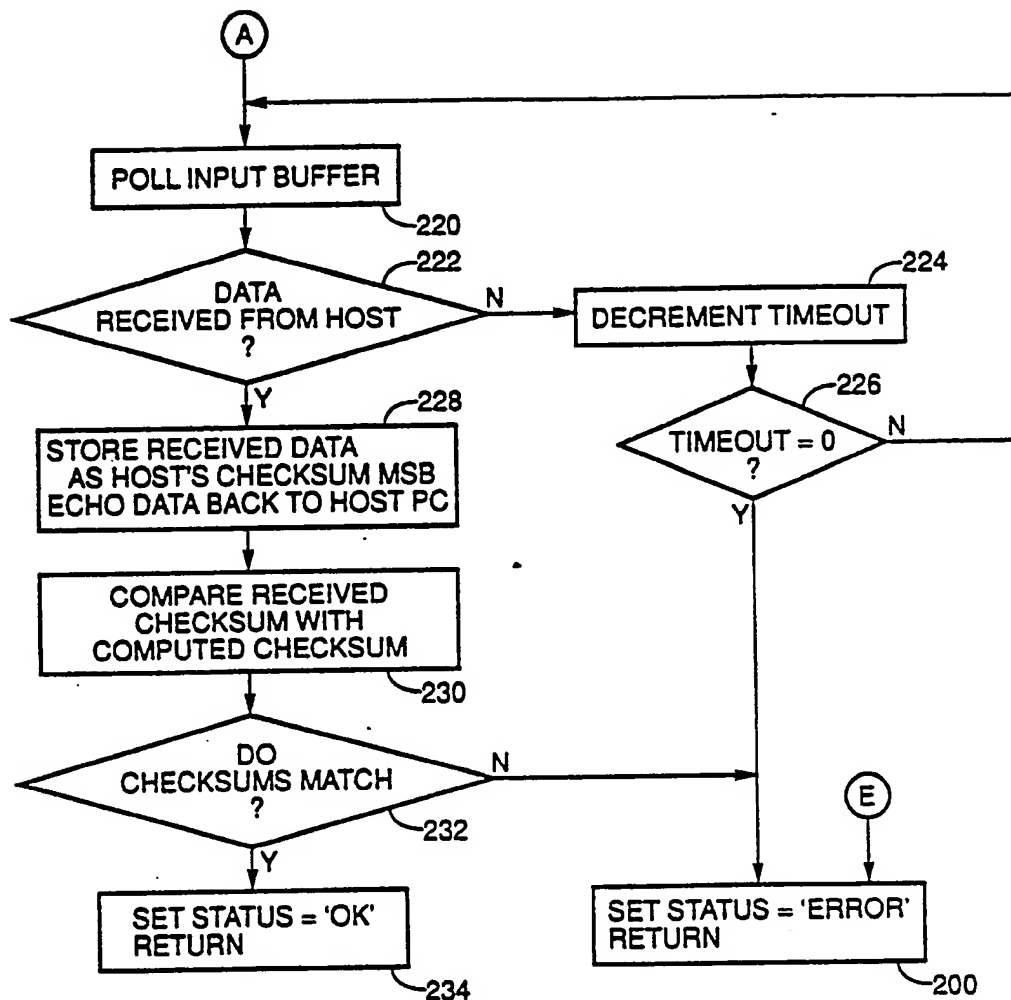 A
POLL INPUT BUFFER
220
DATA
RECEIVED FROM HOST
?
222
N
Y
DECREMENT TIMEOUT
224
TIMEOUT = 0
?
226
N
Y
STORE RECEIVED DATA
AS HOST'S CHECKSUM MSB
ECHO DATA BACK TO HOST PC
228
COMPARE RECEIVED
CHECKSUM WITH
COMPUTED CHECKSUM
230
DO
CHECKSUMS MATCH
?
232
N
Y
E
SET STATUS = 'OK'
RETURN
234
SET STATUS = 'ERROR'
RETURN
200